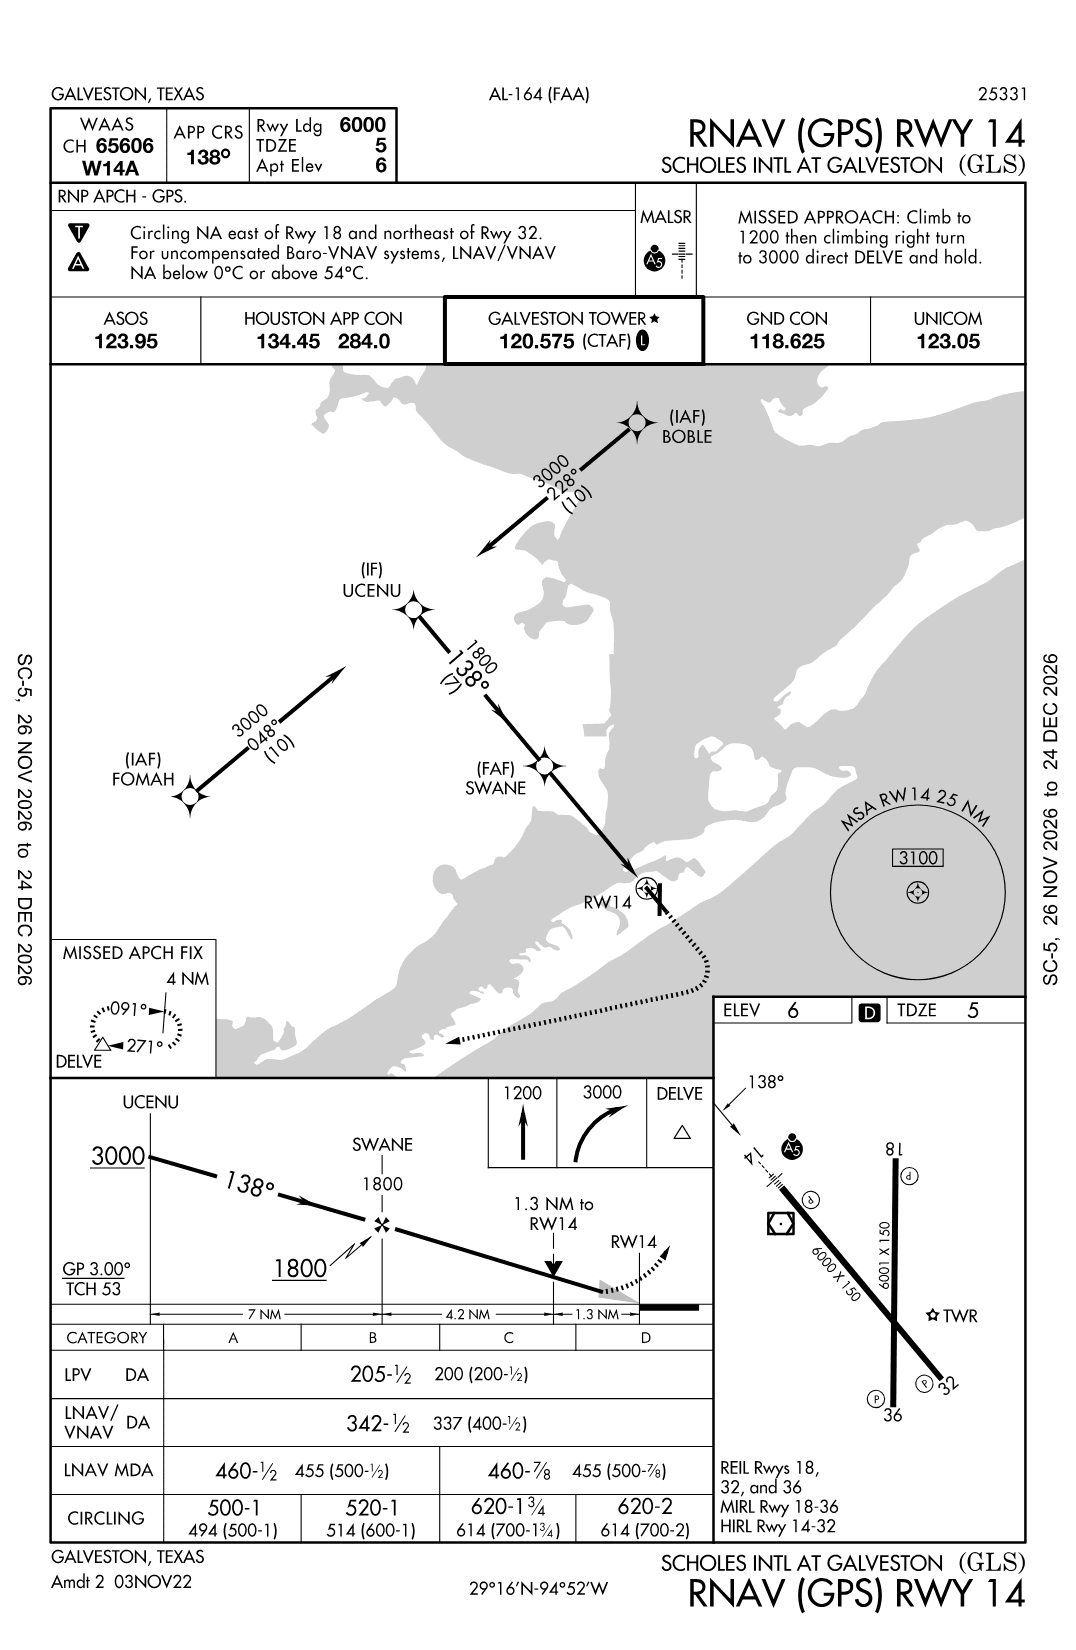 GALVESTON, TEXAS
AL-164 (FAA)
25331
WAAS
CH 65606
W14A
APP CRS
138°
Rwy Ldg 6000
TDZE 5
Apt Elev 6
RNAV (GPS) RWY 14
SCHOLES INTL AT GALVESTON (GLS)
RNP APCH - GPS.
T
A
Circling NA east of Rwy 18 and northeast of Rwy 32.
For uncompensated Baro-VNAV systems, LNAV/VNAV
NA below 0°C or above 54°C.
MALSR
A5
MISSED APPROACH: Climb to
1200 then climbing right turn
to 3000 direct DELVE and hold.
ASOS
123.95
HOUSTON APP CON
134.45 284.0
GALVESTON TOWER★
120.575 (CTAF) L
GND CON
118.625
UNICOM
123.05
(IAF)
BOBLE
3000
228°
(10)
(IF)
UCENU
1800
138°
(7)
3000
048°
(10)
(IAF)
FOMAH
(FAF)
SWANE
RW14
MSA RW14 25 NM
3100
MISSED APCH FIX
4 NM
091°
271°
DELVE
ELEV 6
D
TDZE 5
138°
14
A5
18
P
P
6000 X 150
6001 X 150
TWR
P
32
P
36
REIL Rwys 18,
32, and 36
MIRL Rwy 18-36
HIRL Rwy 14-32
UCENU
3000
138°
SWANE
1800
1800
1200
3000
DELVE
1.3 NM to
RW14
RW14
GP 3.00°
TCH 53
7 NM
4.2 NM
1.3 NM
CATEGORY A B C D
LPV DA 205-½ 200 (200-½)
LNAV/
VNAV DA 342-½ 337 (400-½)
LNAV MDA 460-½ 455 (500-½) 460-⅞ 455 (500-⅞)
CIRCLING
500-1
494 (500-1)
520-1
514 (600-1)
620-1¾
614 (700-1¾)
620-2
614 (700-2)
GALVESTON, TEXAS
Amdt 2 03NOV22
29°16'N-94°52'W
SCHOLES INTL AT GALVESTON (GLS)
RNAV (GPS) RWY 14
SC-5, 26 NOV 2026 to 24 DEC 2026
SC-5, 26 NOV 2026 to 24 DEC 2026